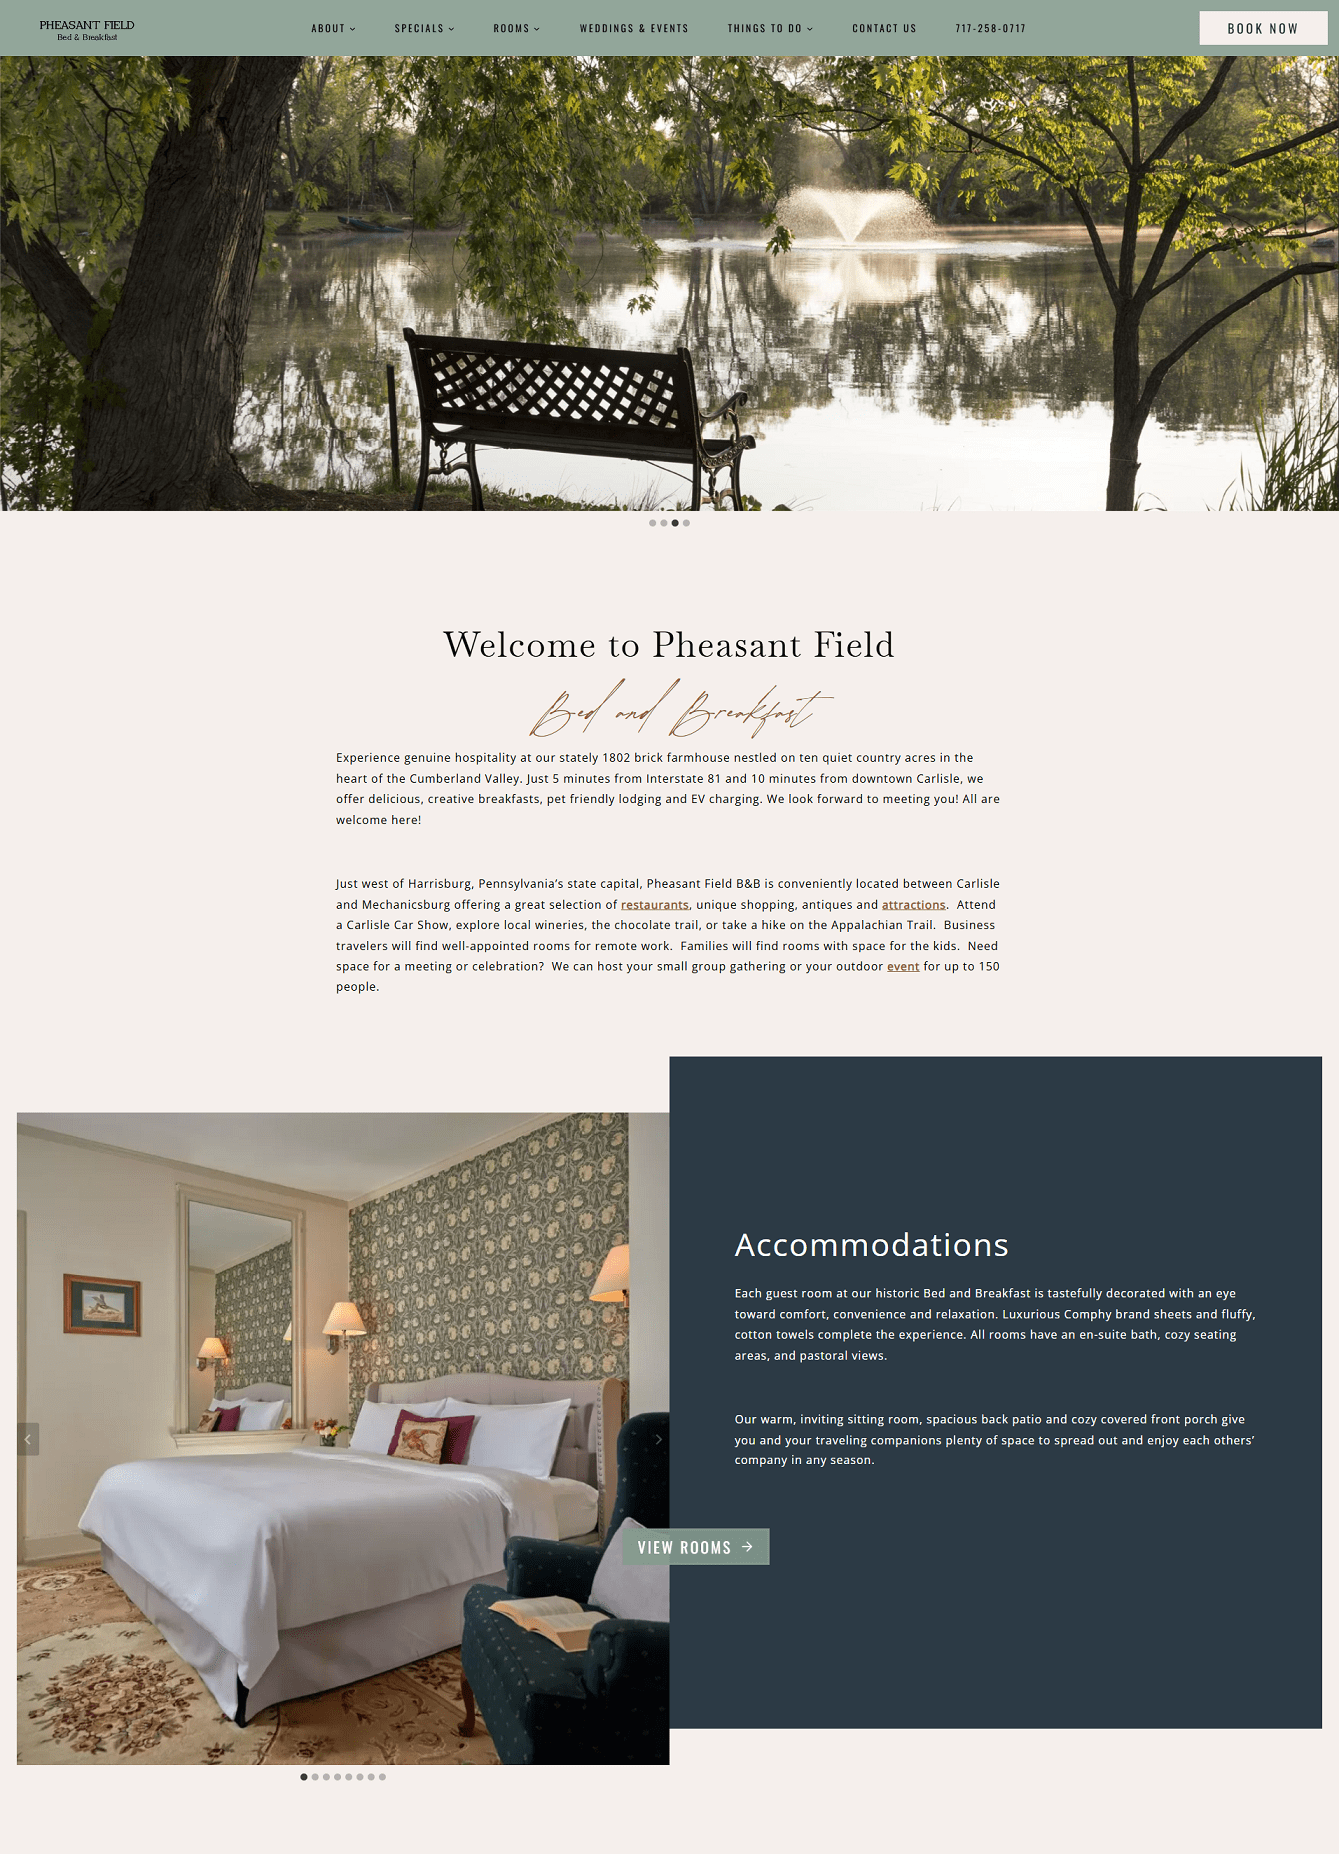 PHEASANT FIELD
Bed & Breakfast
ABOUT
SPECIALS
ROOMS
WEDDINGS & EVENTS
THINGS TO DO
CONTACT US
717-258-0717
BOOK NOW
Welcome to Pheasant Field
Bed and Breakfast
Experience genuine hospitality at our stately 1802 brick farmhouse nestled on ten quiet country acres in the
heart of the Cumberland Valley. Just 5 minutes from Interstate 81 and 10 minutes from downtown Carlisle, we
offer delicious, creative breakfasts, pet friendly lodging and EV charging. We look forward to meeting you! All are
welcome here!
Just west of Harrisburg, Pennsylvania’s state capital, Pheasant Field B&B is conveniently located between Carlisle
and Mechanicsburg offering a great selection of restaurants, unique shopping, antiques and attractions. Attend
a Carlisle Car Show, explore local wineries, the chocolate trail, or take a hike on the Appalachian Trail. Business
travelers will find well-appointed rooms for remote work. Families will find rooms with space for the kids. Need
space for a meeting or celebration? We can host your small group gathering or your outdoor event for up to 150
people.
Accommodations
Each guest room at our historic Bed and Breakfast is tastefully decorated with an eye
toward comfort, convenience and relaxation. Luxurious Comphy brand sheets and fluffy,
cotton towels complete the experience. All rooms have an en-suite bath, cozy seating
areas, and pastoral views.
Our warm, inviting sitting room, spacious back patio and cozy covered front porch give
you and your traveling companions plenty of space to spread out and enjoy each others’
company in any season.
VIEW ROOMS →